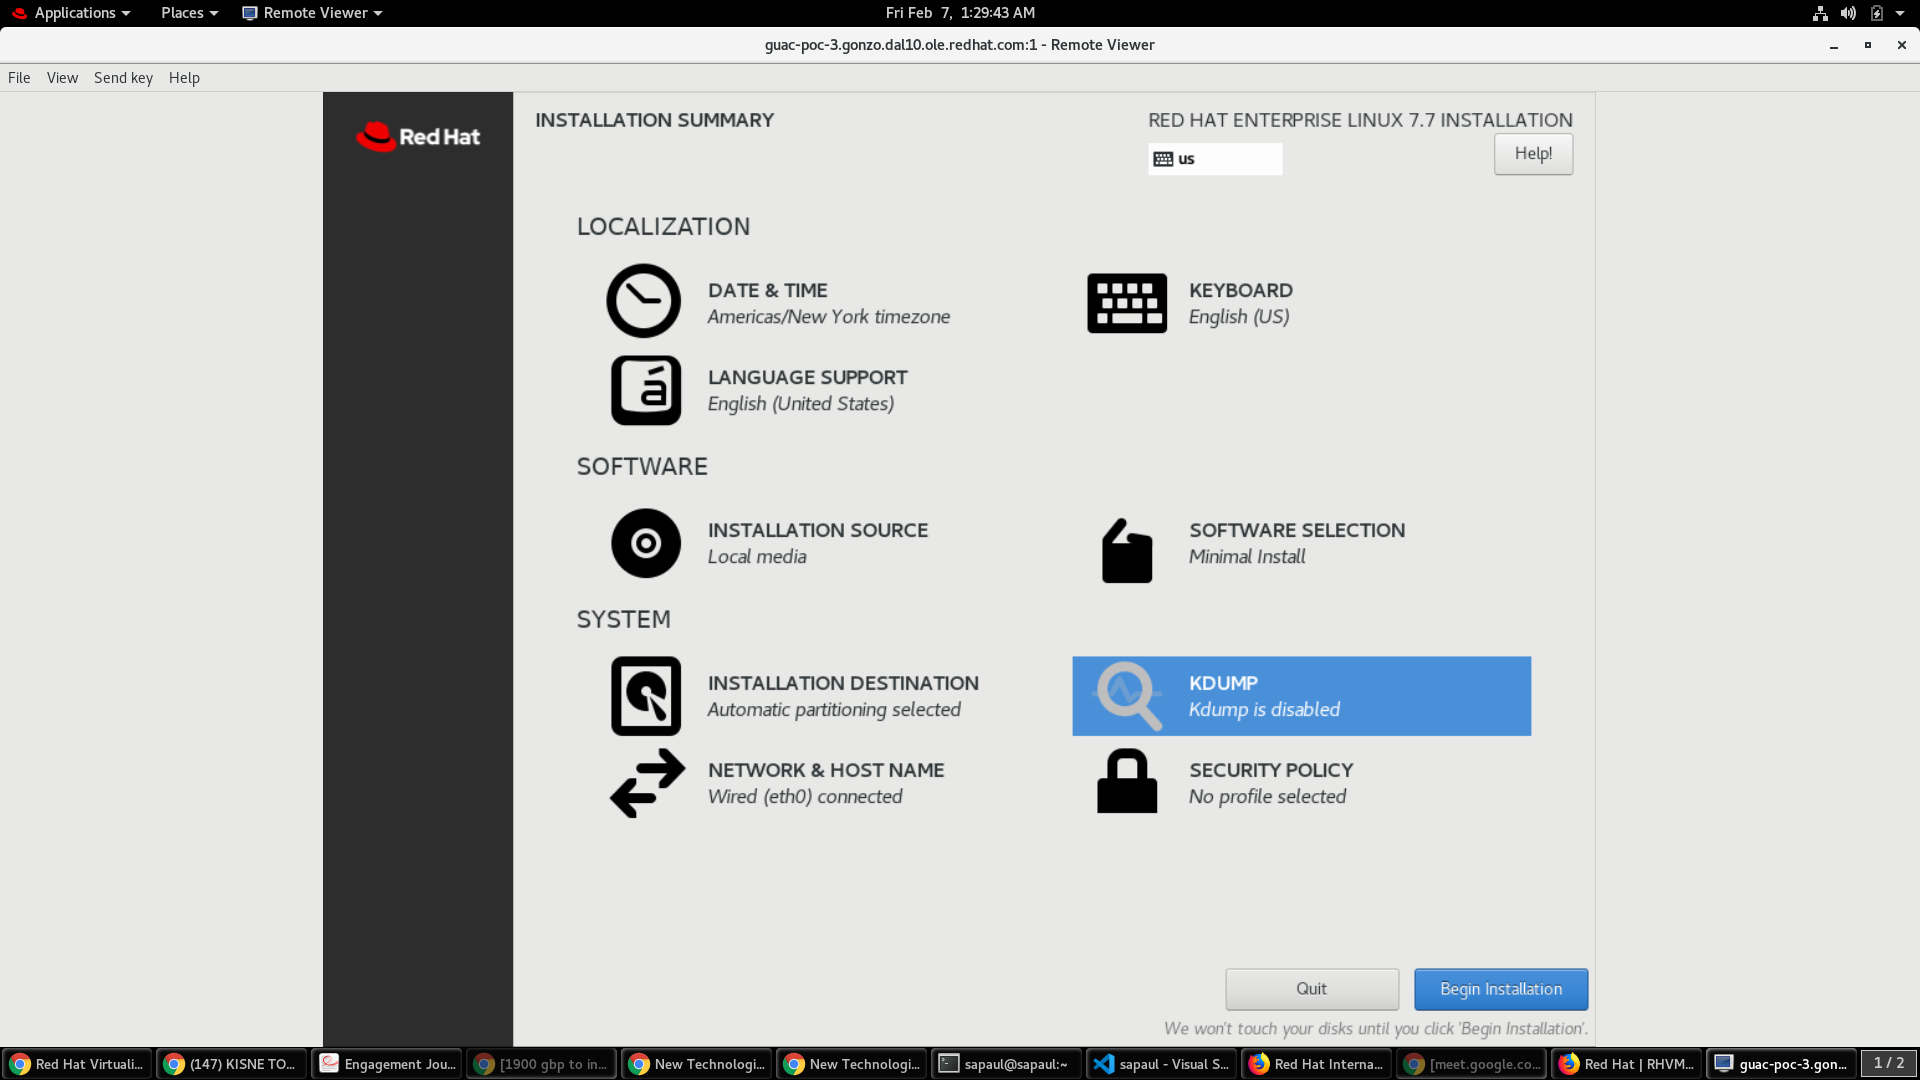 Applications Places Remote Viewer Fri Feb 7, 1:29:43 AM
guac-poc-3.gonzo.dal10.ole.redhat.com:1 - Remote Viewer
File View Send key Help
Red Hat
INSTALLATION SUMMARY
RED HAT ENTERPRISE LINUX 7.7 INSTALLATION
us
Help!
LOCALIZATION
DATE & TIME
Americas/New York timezone
KEYBOARD
English (US)
LANGUAGE SUPPORT
English (United States)
SOFTWARE
INSTALLATION SOURCE
Local media
SOFTWARE SELECTION
Minimal Install
SYSTEM
INSTALLATION DESTINATION
Automatic partitioning selected
KDUMP
Kdump is disabled
NETWORK & HOST NAME
Wired (eth0) connected
SECURITY POLICY
No profile selected
Quit
Begin Installation
We won't touch your disks until you click 'Begin Installation'.
Red Hat Virtuali... (147) KISNE TO... Engagement Jou... [1900 gbp to in... New Technologi... New Technologi... sapaul@sapaul:~ sapaul - Visual S... Red Hat Interna... [meet.google.co... Red Hat | RHVM... guac-poc-3.gon... 1 / 2